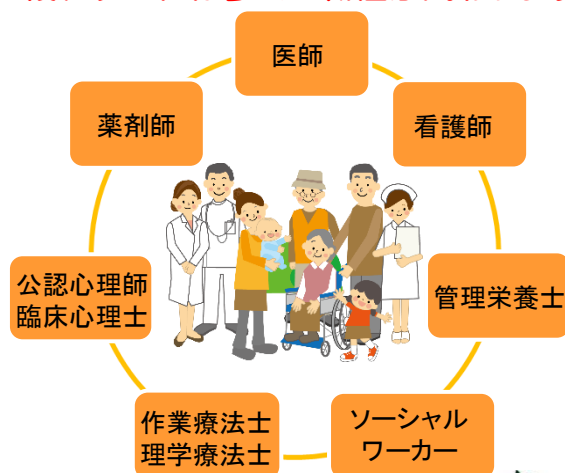 医師
看護師
管理栄養士
ソーシャル
ワーカー
作業療法士
理学療法士
公認心理師
臨床心理士
薬剤師